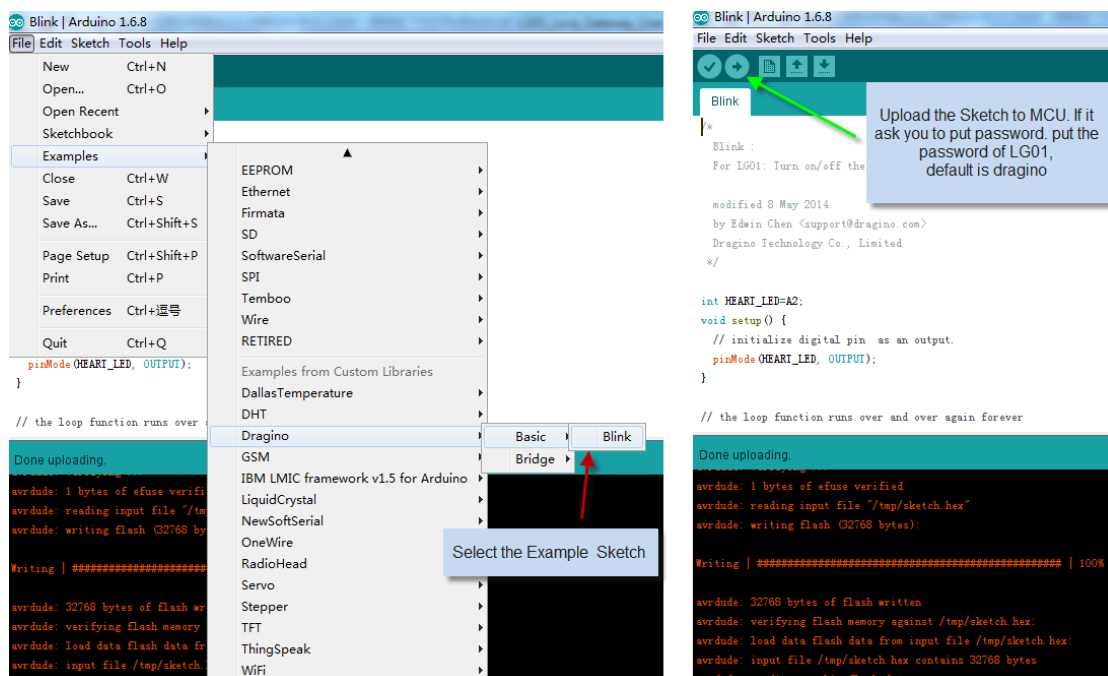 Blink | Arduino 1.6.8
File Edit Sketch Tools Help
New Ctrl+N
Open... Ctrl+O
Open Recent
Sketchbook
Examples
Close Ctrl+W
Save Ctrl+S
Save As... Ctrl+Shift+S
Page Setup Ctrl+Shift+P
Print Ctrl+P
Preferences Ctrl+逗号
Quit Ctrl+Q
EEPROM
Ethernet
Firmata
SD
SoftwareSerial
SPI
Temboo
Wire
RETIRED
Examples from Custom Libraries
DallasTemperature
DHT
Dragino
GSM
IBM LMIC framework v1.5 for Arduino
LiquidCrystal
NewSoftSerial
OneWire
RadioHead
Servo
Stepper
TFT
ThingSpeak
WiFi
Basic
Bridge
Blink
Select the Example Sketch
pinMode(HEART_LED, OUTPUT);
}
// the loop function runs over
Done uploading.
avrdude: 1 bytes of efuse verifi
avrdude: reading input file "/tm
avrdude: writing flash (32768 by
Writing | ######################
avrdude: 32768 bytes of flash wr
avrdude: verifying flash memory
avrdude: load data flash data fr
avrdude: input file /tmp/sketch.
Blink | Arduino 1.6.8
File Edit Sketch Tools Help
Blink
Upload the Sketch to MCU. If it
ask you to put password. put the
password of LG01,
default is dragino
/*
Blink :
For LG01: Turn on/off the
modified 8 May 2014
by Edwin Chen <support@dragino.com>
Dragino Technology Co., Limited
*/
int HEART_LED=A2;
void setup() {
// initialize digital pin as an output.
pinMode(HEART_LED, OUTPUT);
}
// the loop function runs over and over again forever
Done uploading.
avrdude: 1 bytes of efuse verified
avrdude: reading input file "/tmp/sketch.hex"
avrdude: writing flash (32768 bytes):
Writing | ################################################## | 100%
avrdude: 32768 bytes of flash written
avrdude: verifying flash memory against /tmp/sketch.hex:
avrdude: load data flash data from input file /tmp/sketch.hex:
avrdude: input file /tmp/sketch.hex contains 32768 bytes